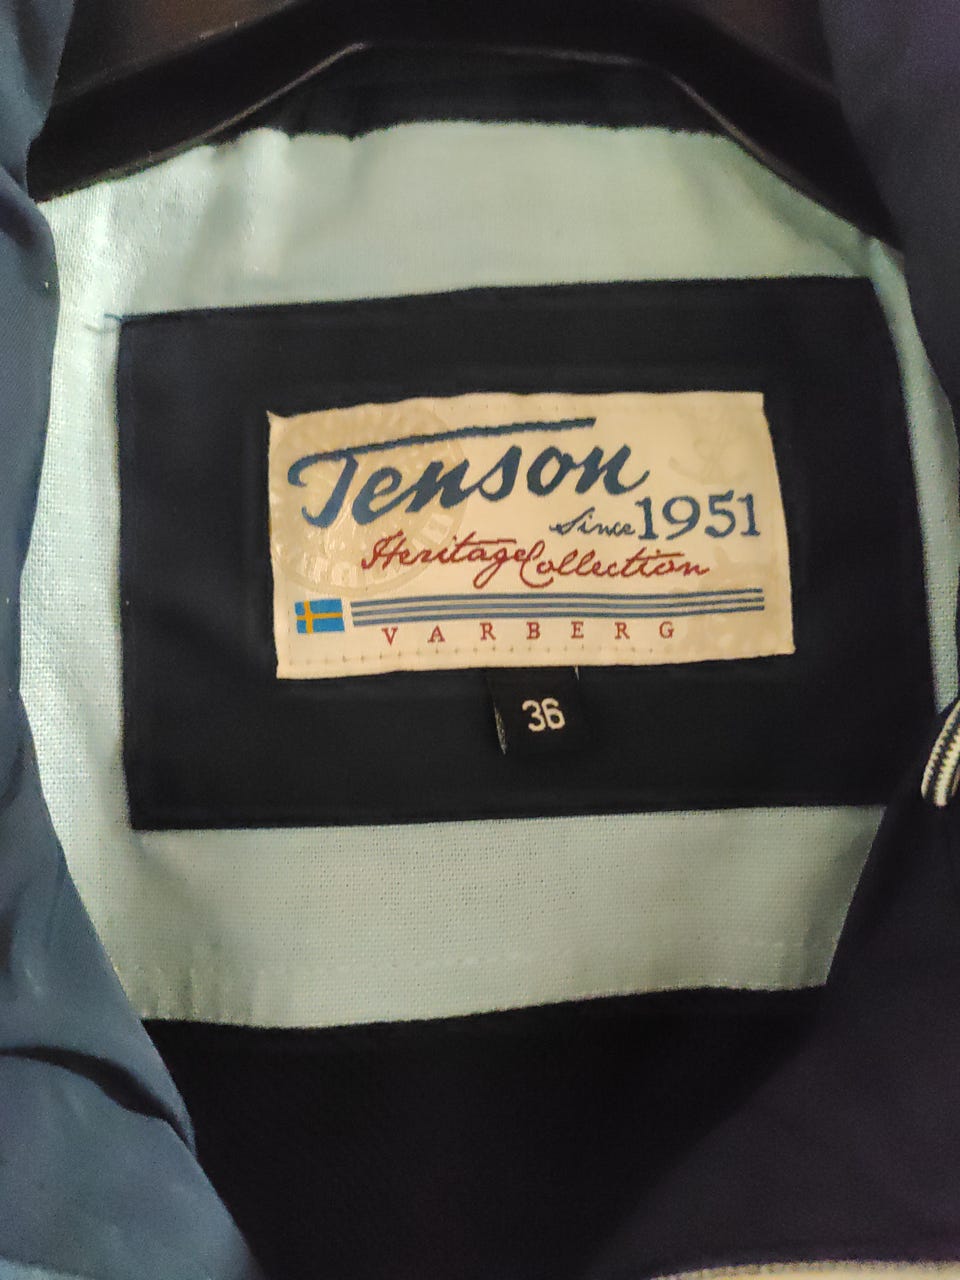 Tenson
Since 1951
Heritage Collection
VARBERG
36